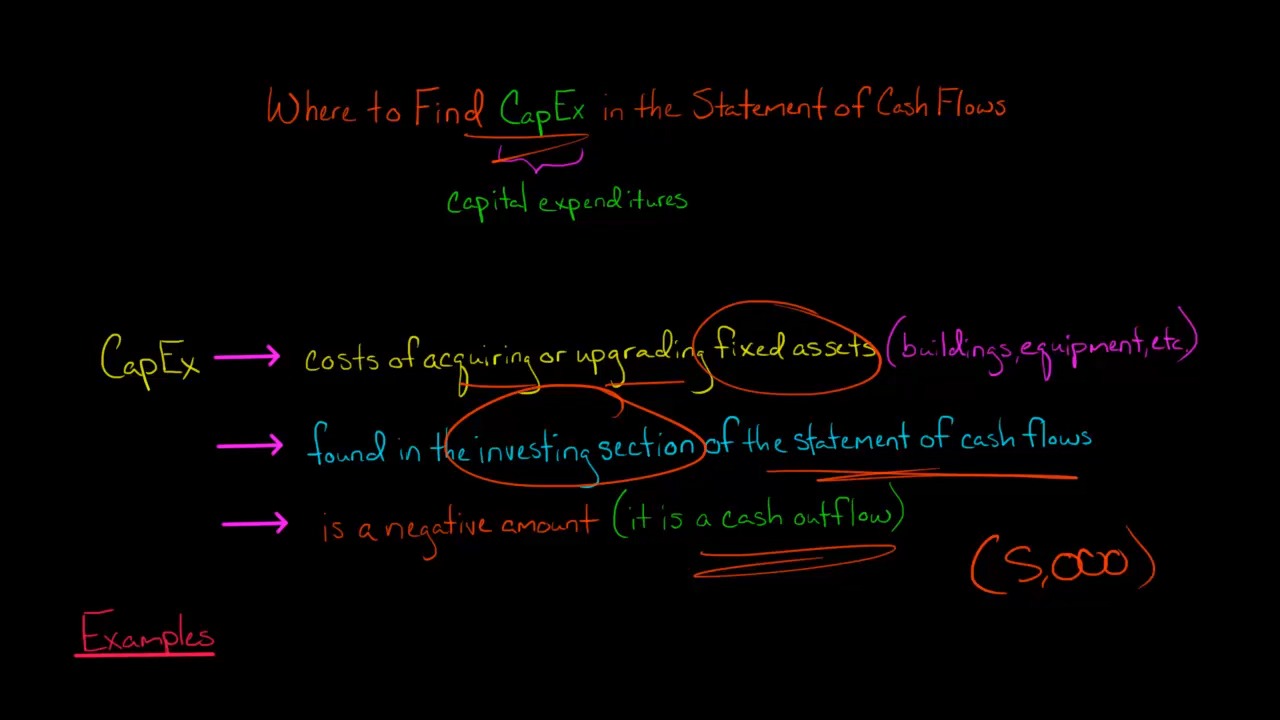 Where to Find CapEx in the Statement of Cash Flows
capital expenditures
CapEx → costs of acquiring or upgrading fixed assets (buildings, equipment, etc.)
→ found in the investing section of the statement of cash flows
→ is a negative amount (it is a cash outflow)
(5,000)
Examples